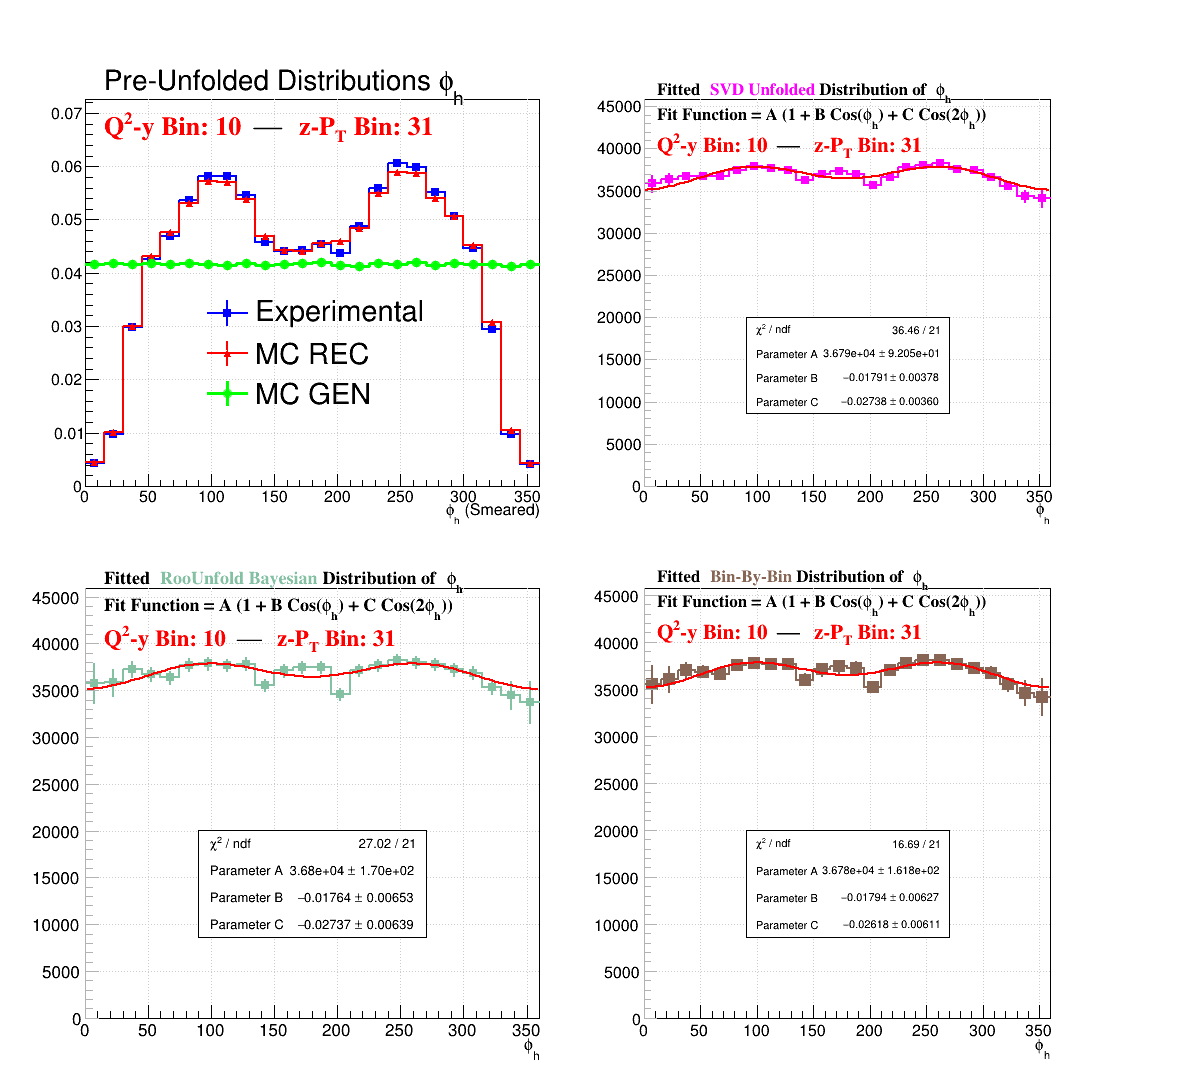 Pre-Unfolded Distributions ϕh
Q²-y Bin: 10 — z-PT Bin: 31
0.07
0.06
0.05
0.04
0.03
0.02
0.01
0
Experimental
MC REC
MC GEN
0 50 100 150 200 250 300 350
ϕh (Smeared)
Fitted SVD Unfolded Distribution of ϕh
Fit Function = A (1 + B Cos(ϕh) + C Cos(2ϕh))
Q²-y Bin: 10 — z-PT Bin: 31
45000
40000
35000
30000
25000
20000
15000
10000
5000
0
χ² / ndf 36.46 / 21
Parameter A 3.679e+04 ± 9.205e+01
Parameter B −0.01791 ± 0.00378
Parameter C −0.02738 ± 0.00360
0 50 100 150 200 250 300 350
ϕh
Fitted RooUnfold Bayesian Distribution of ϕh
Fit Function = A (1 + B Cos(ϕh) + C Cos(2ϕh))
Q²-y Bin: 10 — z-PT Bin: 31
45000
40000
35000
30000
25000
20000
15000
10000
5000
0
χ² / ndf 27.02 / 21
Parameter A 3.68e+04 ± 1.70e+02
Parameter B −0.01764 ± 0.00653
Parameter C −0.02737 ± 0.00639
0 50 100 150 200 250 300 350
ϕh
Fitted Bin-By-Bin Distribution of ϕh
Fit Function = A (1 + B Cos(ϕh) + C Cos(2ϕh))
Q²-y Bin: 10 — z-PT Bin: 31
45000
40000
35000
30000
25000
20000
15000
10000
5000
0
χ² / ndf 16.69 / 21
Parameter A 3.678e+04 ± 1.618e+02
Parameter B −0.01794 ± 0.00627
Parameter C −0.02618 ± 0.00611
0 50 100 150 200 250 300 350
ϕh